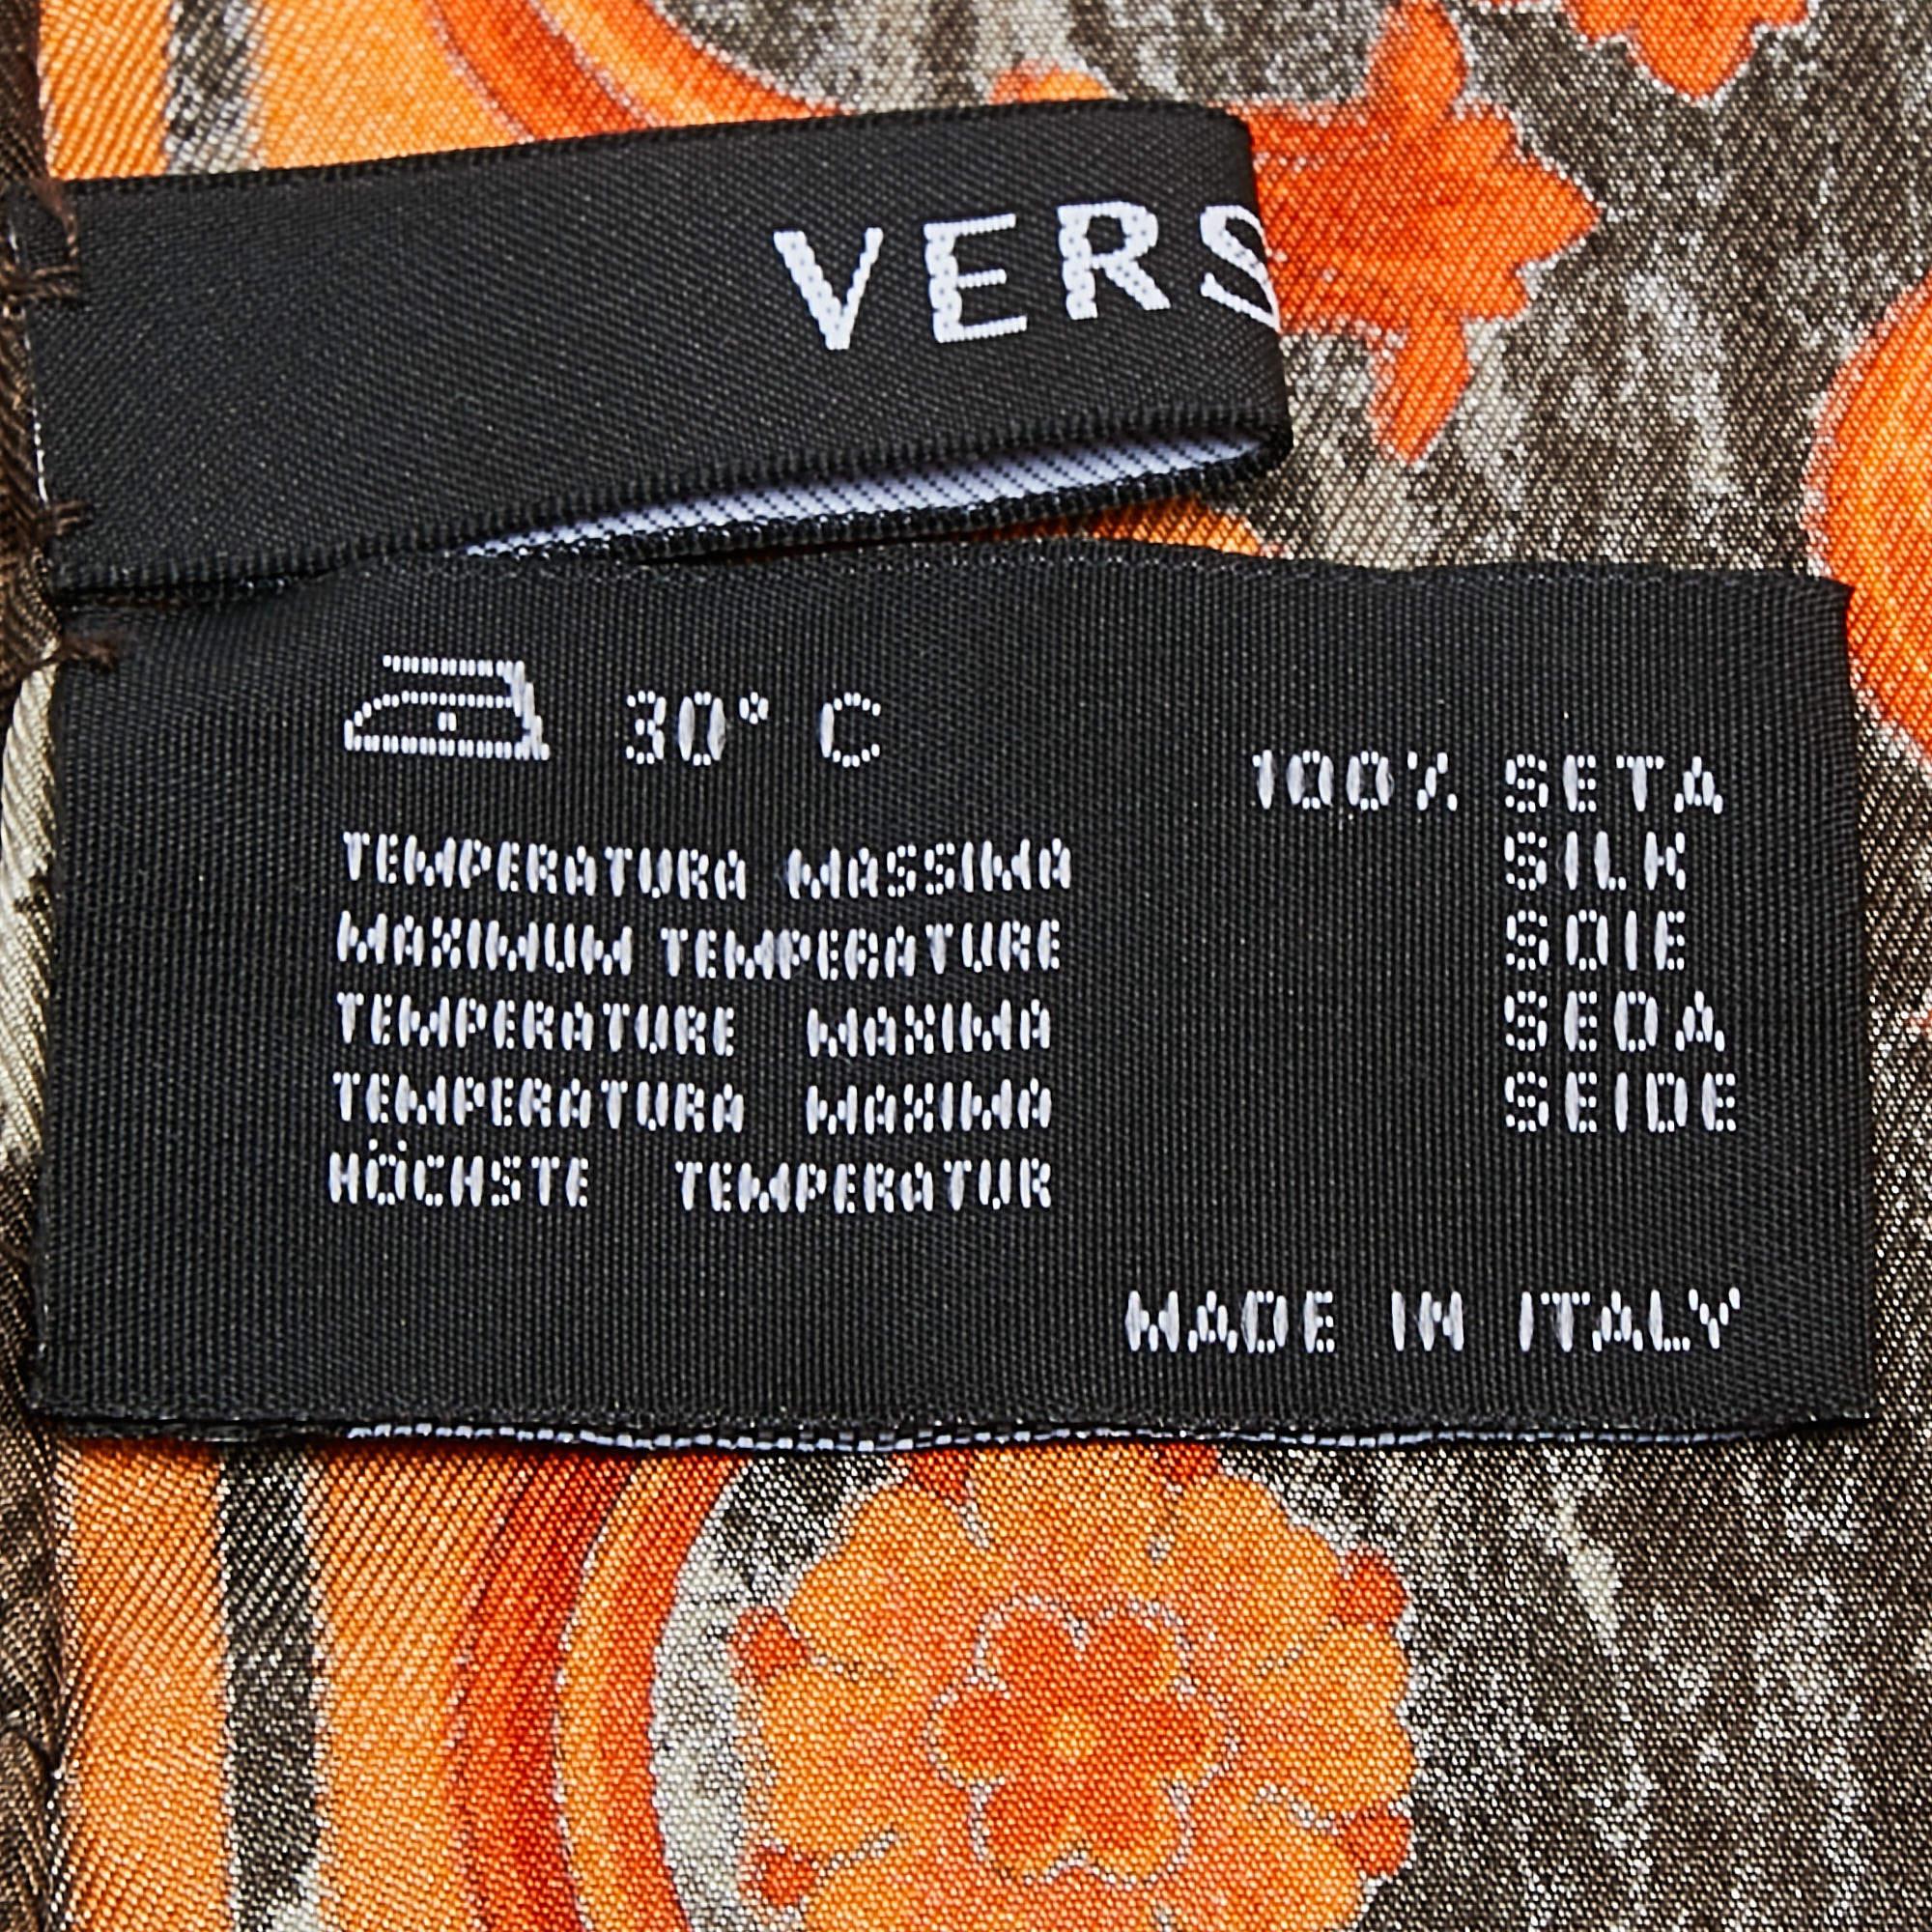 VERS
30° C
TEMPERATURA MASSIMA
MAXIMUM TEMPERATURE
TEMPERATURE MAXIMA
TEMPERATURA MAXIMA
HÖCHSTE TEMPERATUR
100% SETA
SILK
SOIE
SEDA
SEIDE
MADE IN ITALY